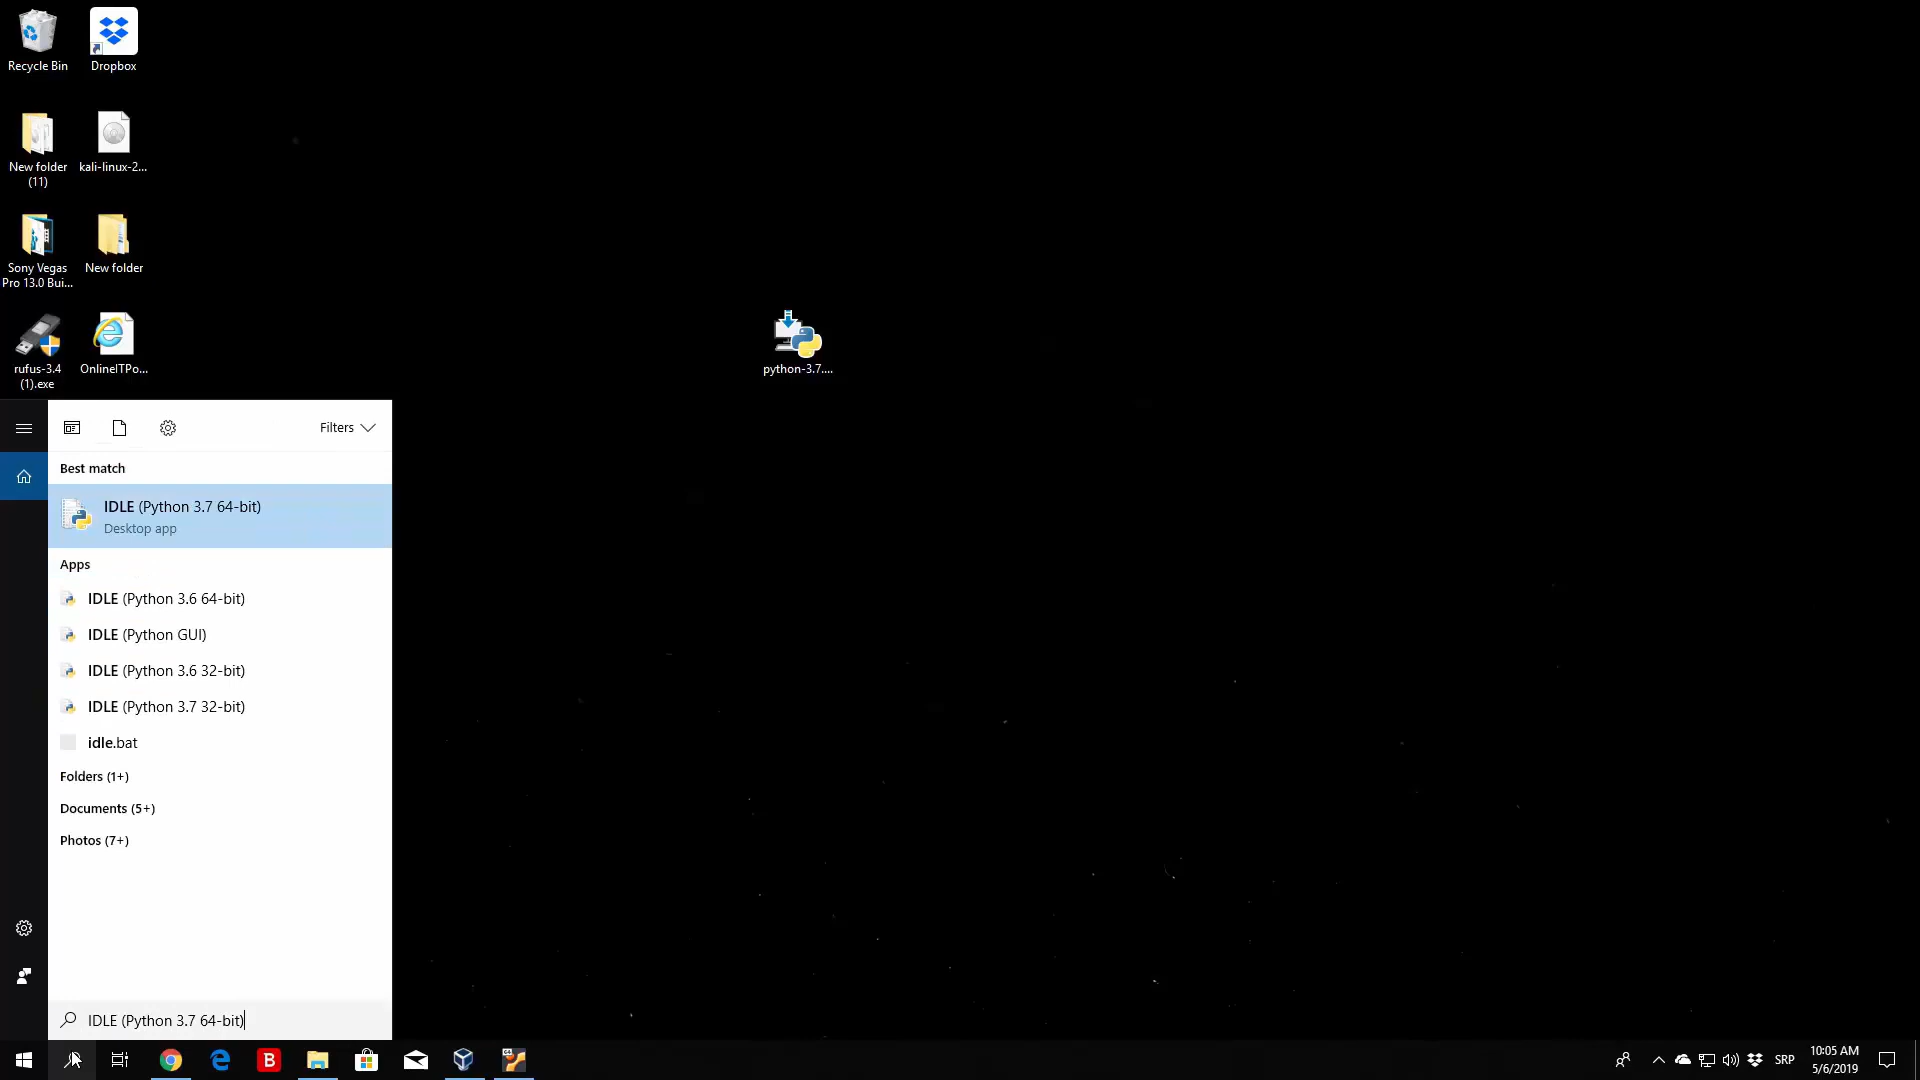 Recycle Bin
Dropbox
New folder
(11)
kali-linux-2...
Sony Vegas
Pro 13.0 Bui...
New folder
rufus-3.4
(1).exe
OnlineITPo...
python-3.7....
Filters
Best match
IDLE (Python 3.7 64-bit)
Desktop app
Apps
IDLE (Python 3.6 64-bit)
IDLE (Python GUI)
IDLE (Python 3.6 32-bit)
IDLE (Python 3.7 32-bit)
idle.bat
Folders (1+)
Documents (5+)
Photos (7+)
IDLE (Python 3.7 64-bit)
B
64
SRP
10:05 AM
5/6/2019